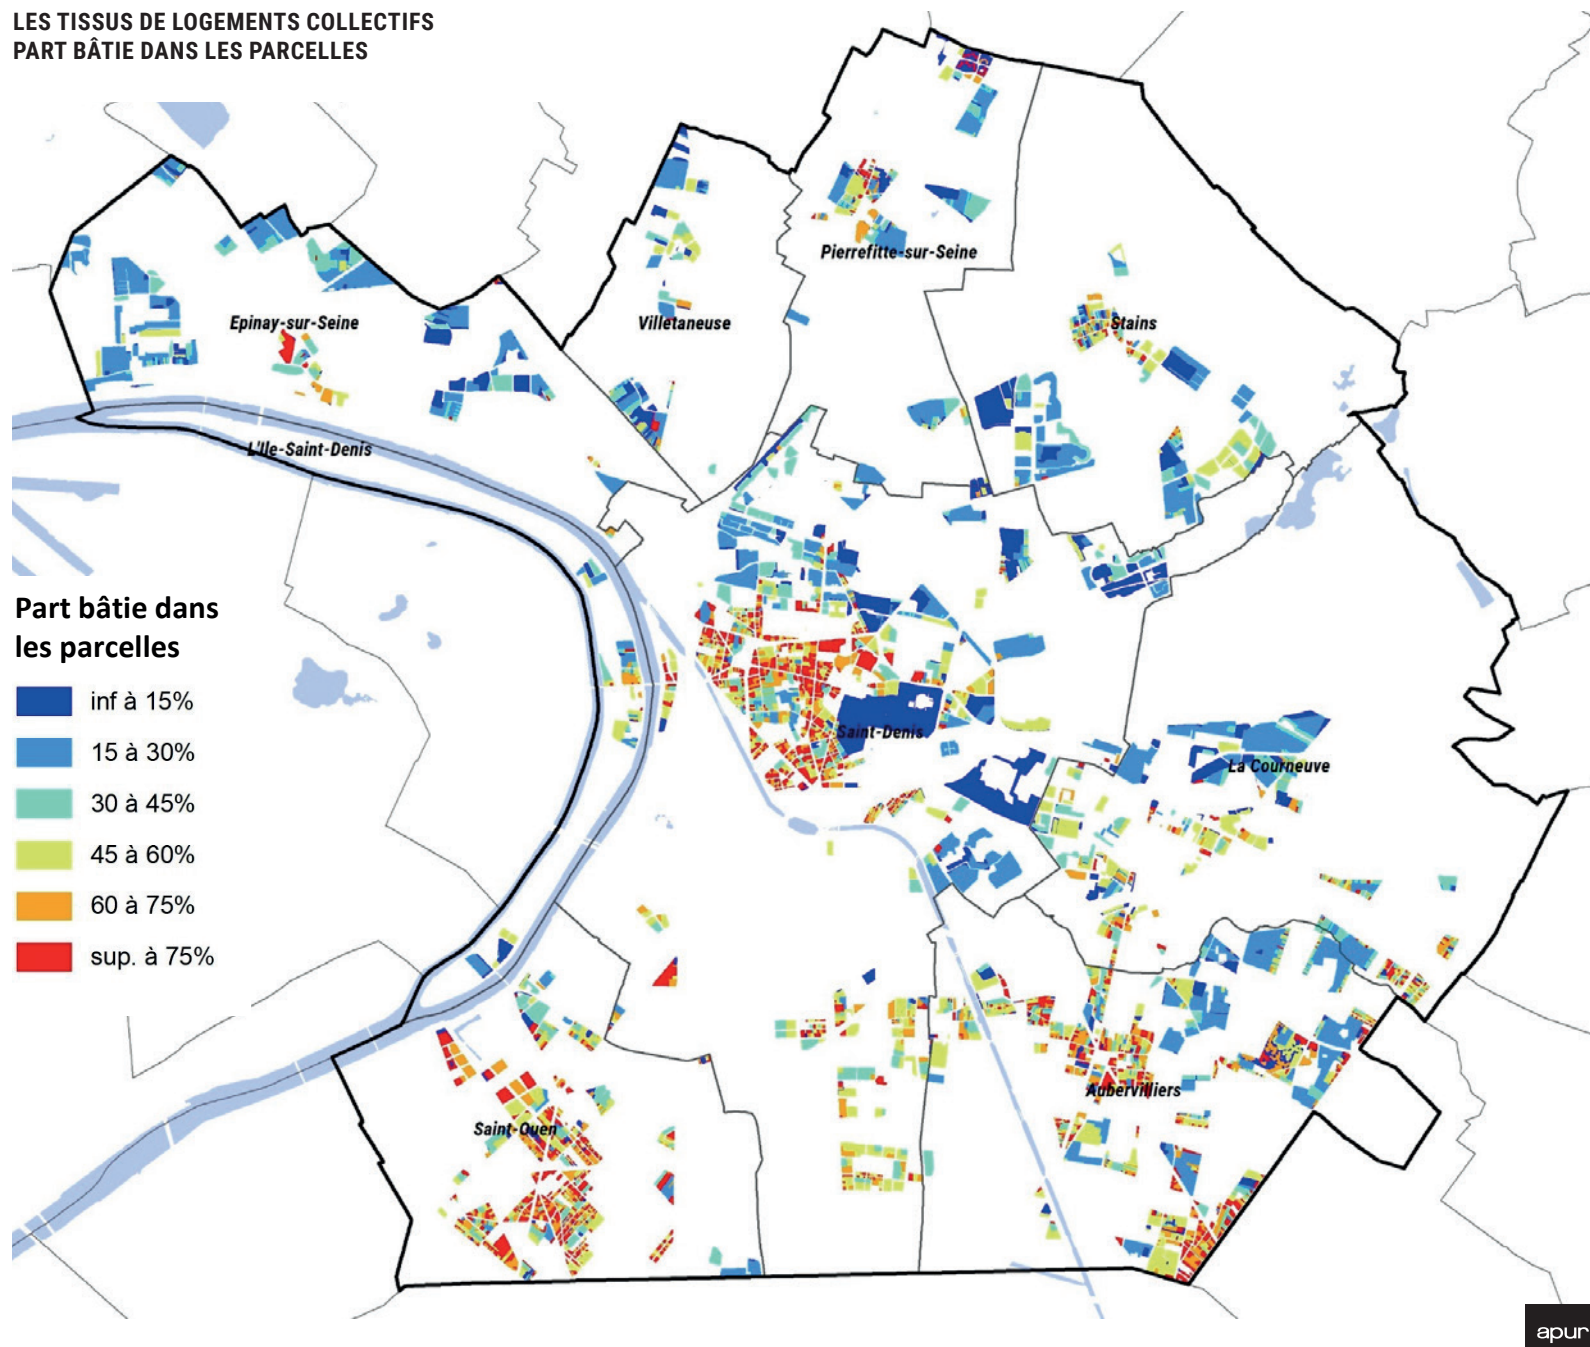 LES TISSUS DE LOGEMENTS COLLECTIFS
PART BÂTIE DANS LES PARCELLES
Pierrefitte-sur-Seine
Epinay-sur-Seine
Villetaneuse
Stains
L'Ile-Saint-Denis
Part bâtie dans
les parcelles
inf à 15%
15 à 30%
30 à 45%
45 à 60%
60 à 75%
sup. à 75%
Saint-Denis
La Courneuve
Aubervilliers
Saint-Ouen
apur